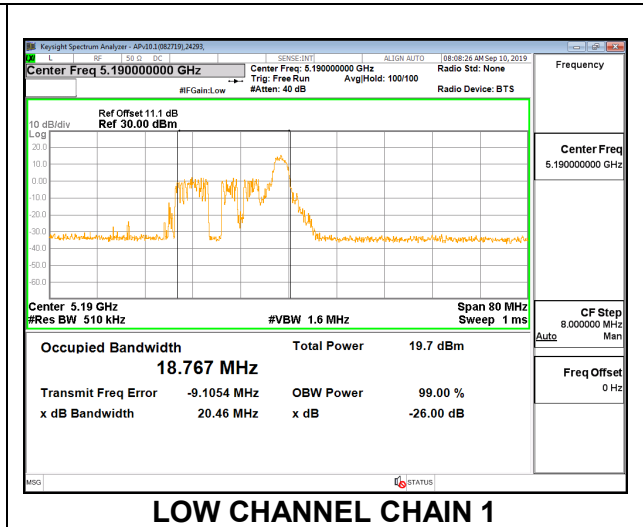 Keysight Spectrum Analyzer - APv10.1(082719),24293,
L RF 50 Ω DC SENSE:INT ALIGN AUTO 08:08:26 AM Sep 10, 2019
Center Freq 5.190000000 GHz
Center Freq: 5.190000000 GHz
Radio Std: None
Trig: Free Run Avg|Hold: 100/100
#IFGain:Low
#Atten: 40 dB
Radio Device: BTS
Ref Offset 11.1 dB
10 dB/div Ref 30.00 dBm
Log
20.0
10.0
0.00
-10.0
-20.0
-30.0
-40.0
-50.0
-60.0
Center 5.19 GHz Span 80 MHz
#Res BW 510 kHz #VBW 1.6 MHz Sweep 1 ms
Occupied Bandwidth Total Power 19.7 dBm
18.767 MHz
Transmit Freq Error -9.1054 MHz OBW Power 99.00 %
x dB Bandwidth 20.46 MHz x dB -26.00 dB
MSG STATUS
Frequency
Center Freq
5.190000000 GHz
CF Step
8.000000 MHz
Auto Man
Freq Offset
0 Hz
LOW CHANNEL CHAIN 1